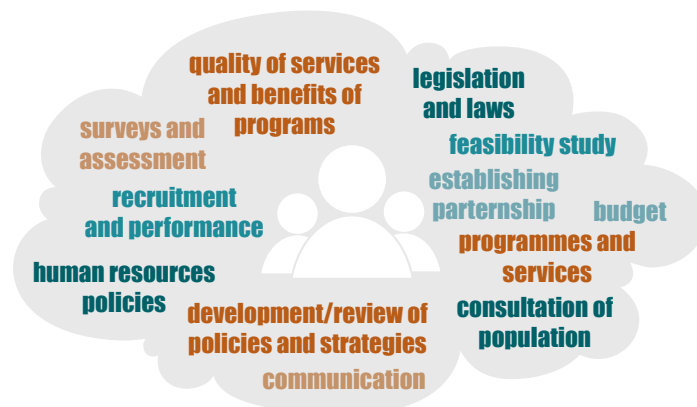 quality of services
and benefits of
programs
legislation
and laws
surveys and
assessment
feasibility study
establishing
parternship
budget
recruitment
and performance
programmes and
services
human resources
policies
development/review of
policies and strategies
consultation of
population
communication